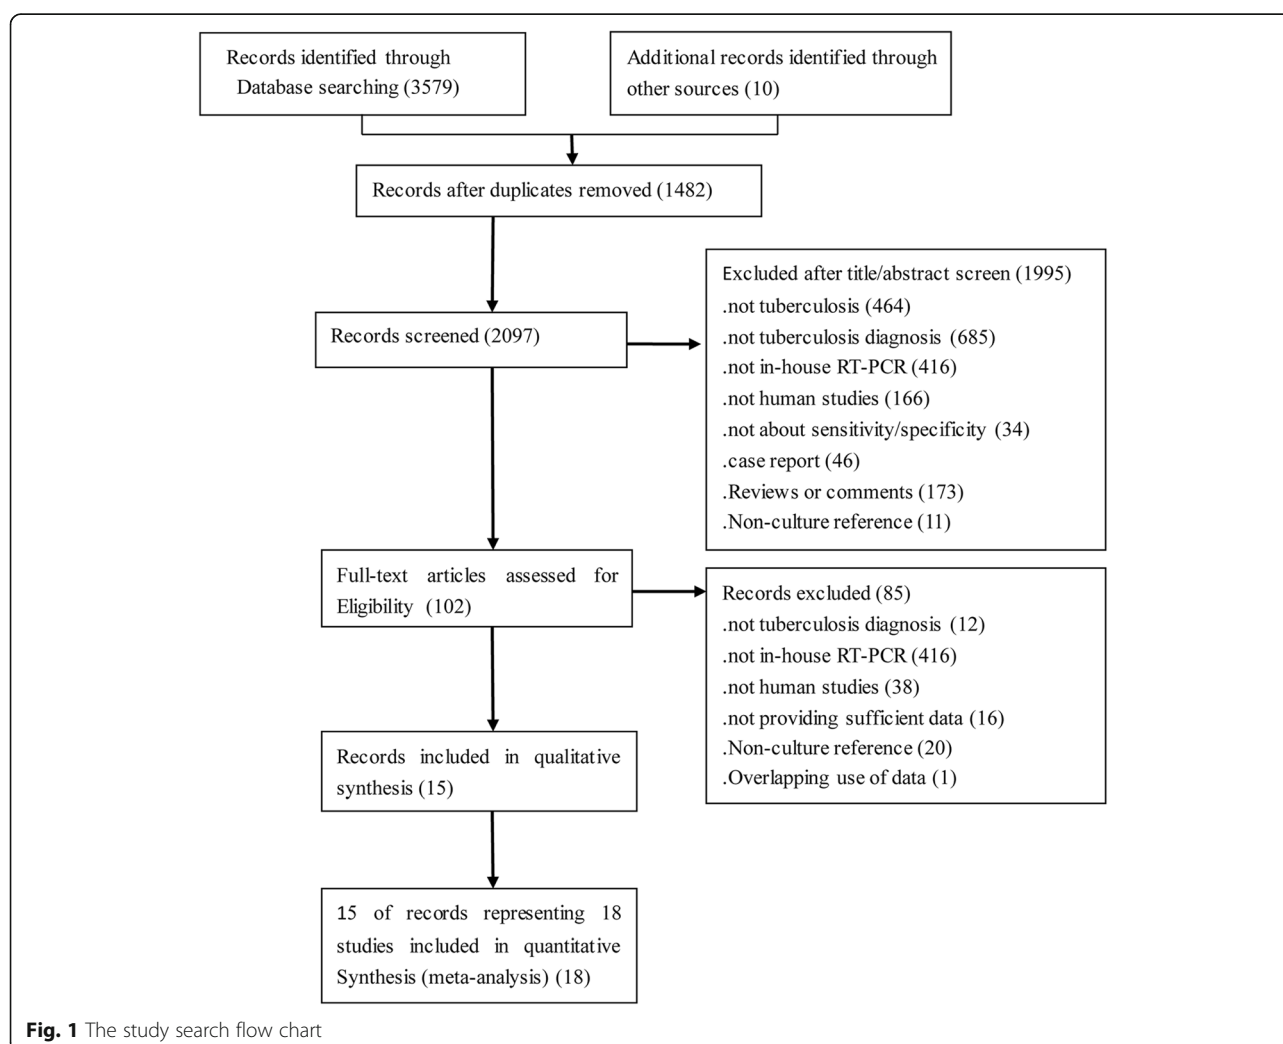 Records identified through
Database searching (3579)
Additional records identified through
other sources (10)
Records after duplicates removed (1482)
Records screened (2097)
Excluded after title/abstract screen (1995)
.not tuberculosis (464)
.not tuberculosis diagnosis (685)
.not in-house RT-PCR (416)
.not human studies (166)
.not about sensitivity/specificity (34)
.case report (46)
.Reviews or comments (173)
.Non-culture reference (11)
Full-text articles assessed for
Eligibility (102)
Records excluded (85)
.not tuberculosis diagnosis (12)
.not in-house RT-PCR (416)
.not human studies (38)
.not providing sufficient data (16)
.Non-culture reference (20)
.Overlapping use of data (1)
Records included in qualitative
synthesis (15)
15 of records representing 18
studies included in quantitative
Synthesis (meta-analysis) (18)
Fig. 1 The study search flow chart